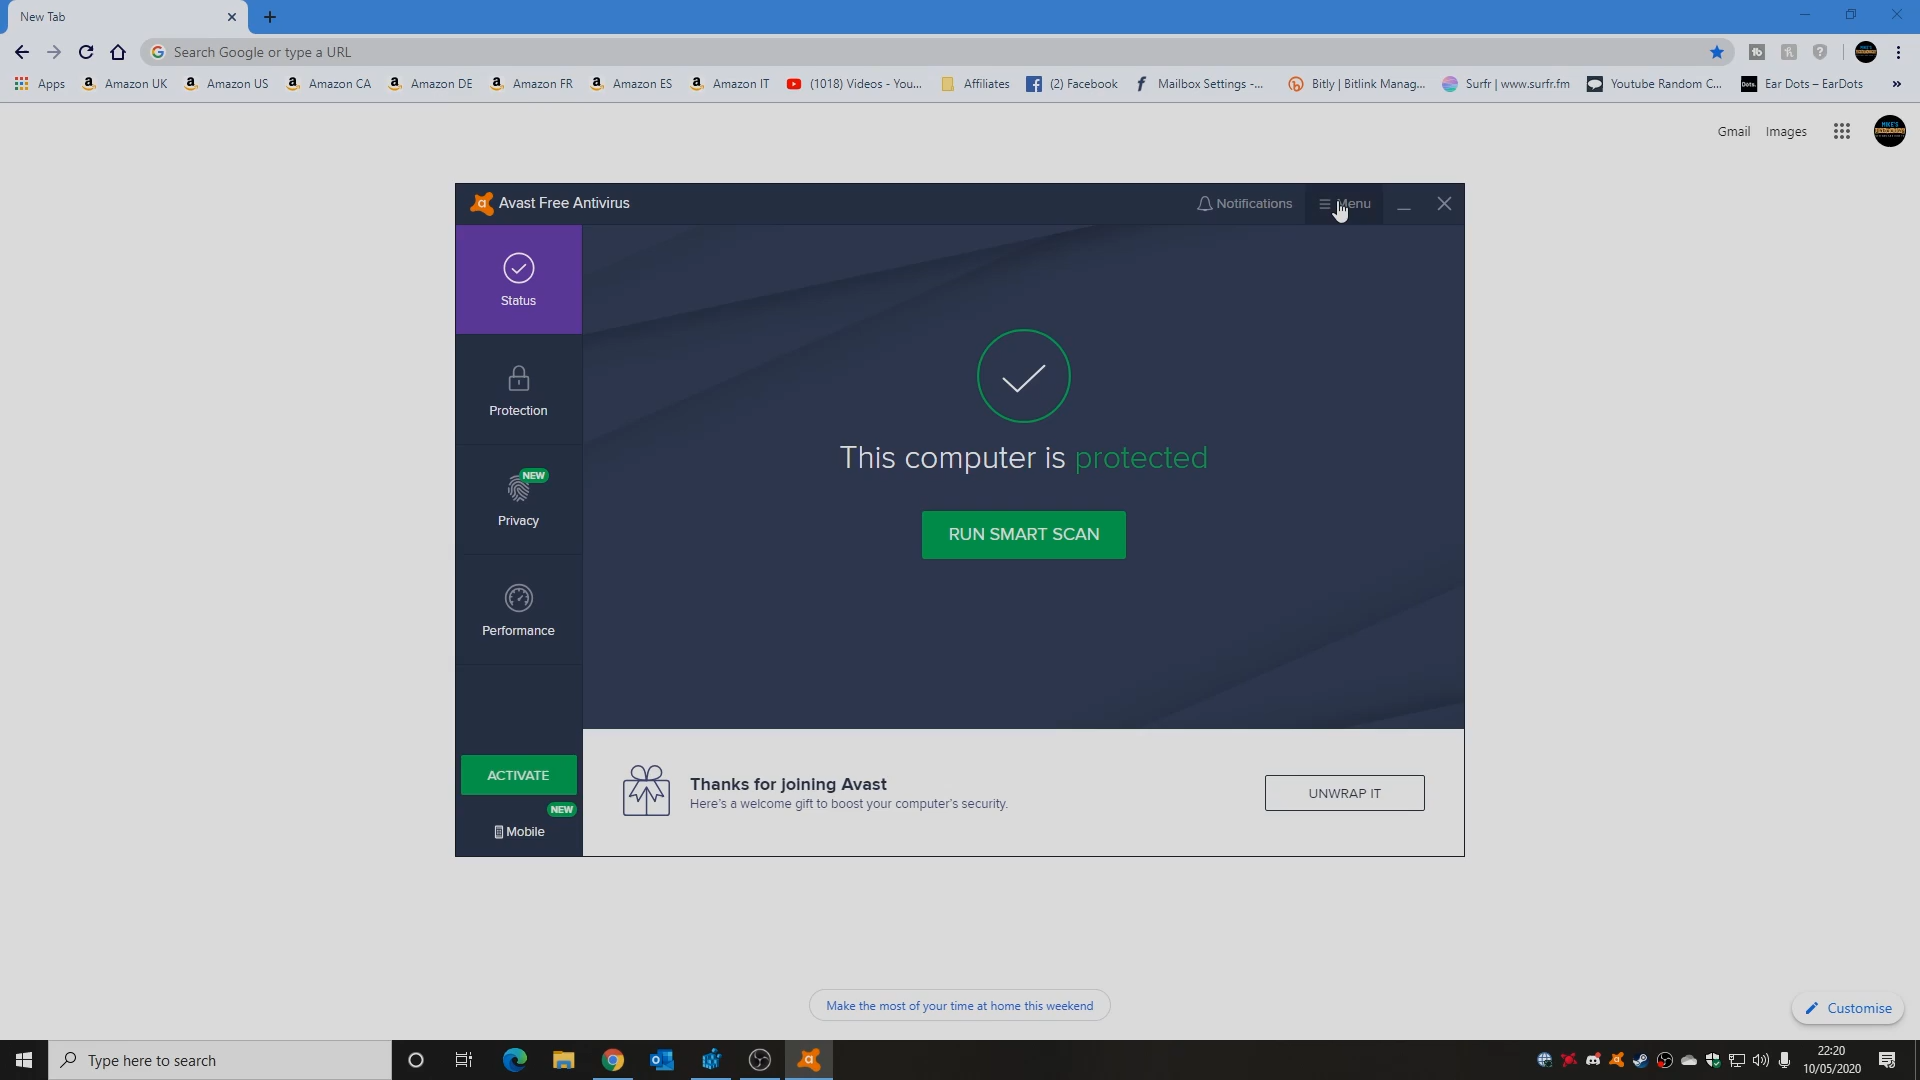 New Tab
Search Google or type a URL
Apps
Amazon UK
Amazon US
Amazon CA
Amazon DE
Amazon FR
Amazon ES
Amazon IT
(1018) Videos - You...
Affiliates
(2) Facebook
Mailbox Settings -...
Bitly | Bitlink Manag...
Surfr | www.surfr.fm
Youtube Random C...
Ear Dots – EarDots
»
Gmail
Images
Avast Free Antivirus
Notifications
Menu
Status
Protection
NEW
Privacy
Performance
This computer is protected
RUN SMART SCAN
ACTIVATE
NEW
Mobile
Thanks for joining Avast
Here's a welcome gift to boost your computer's security.
UNWRAP IT
Make the most of your time at home this weekend
Customise
Type here to search
22:20
10/05/2020